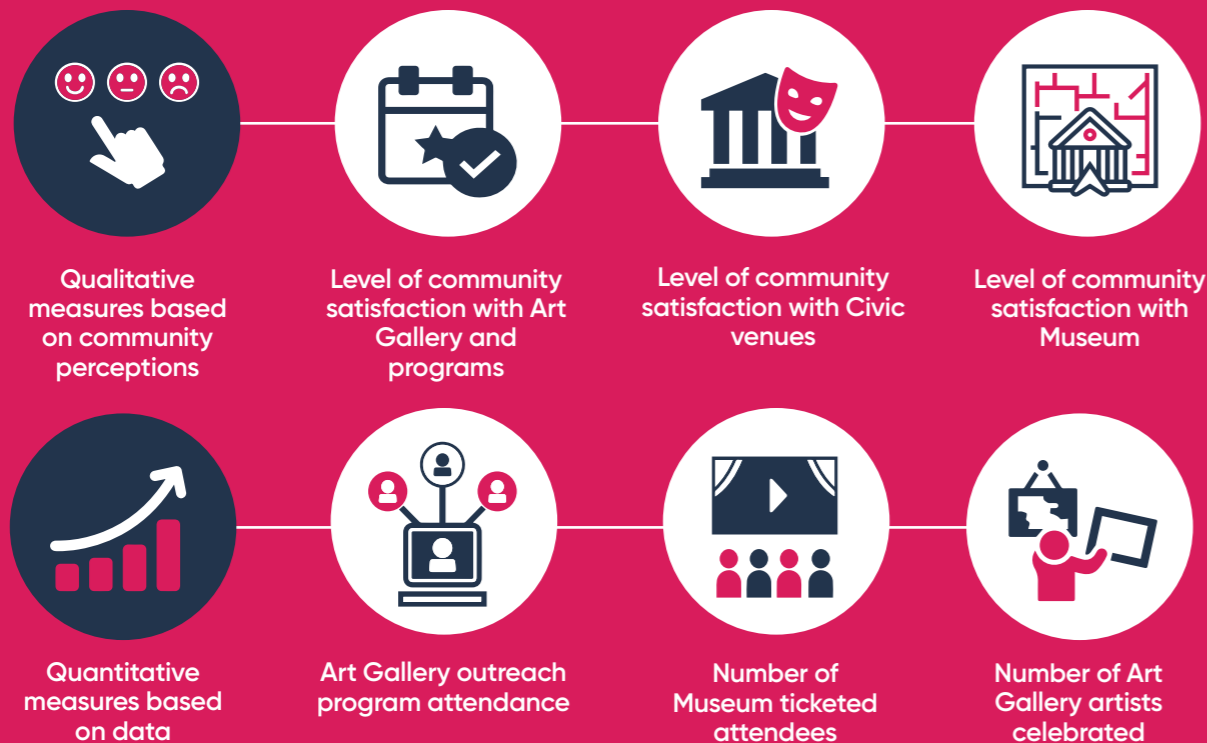 Qualitative
measures based
on community
perceptions
Level of community
satisfaction with Art
Gallery and
programs
Level of community
satisfaction with Civic
venues
Level of community
satisfaction with
Museum
Quantitative
measures based
on data
Art Gallery outreach
program attendance
Number of
Museum ticketed
attendees
Number of Art
Gallery artists
celebrated